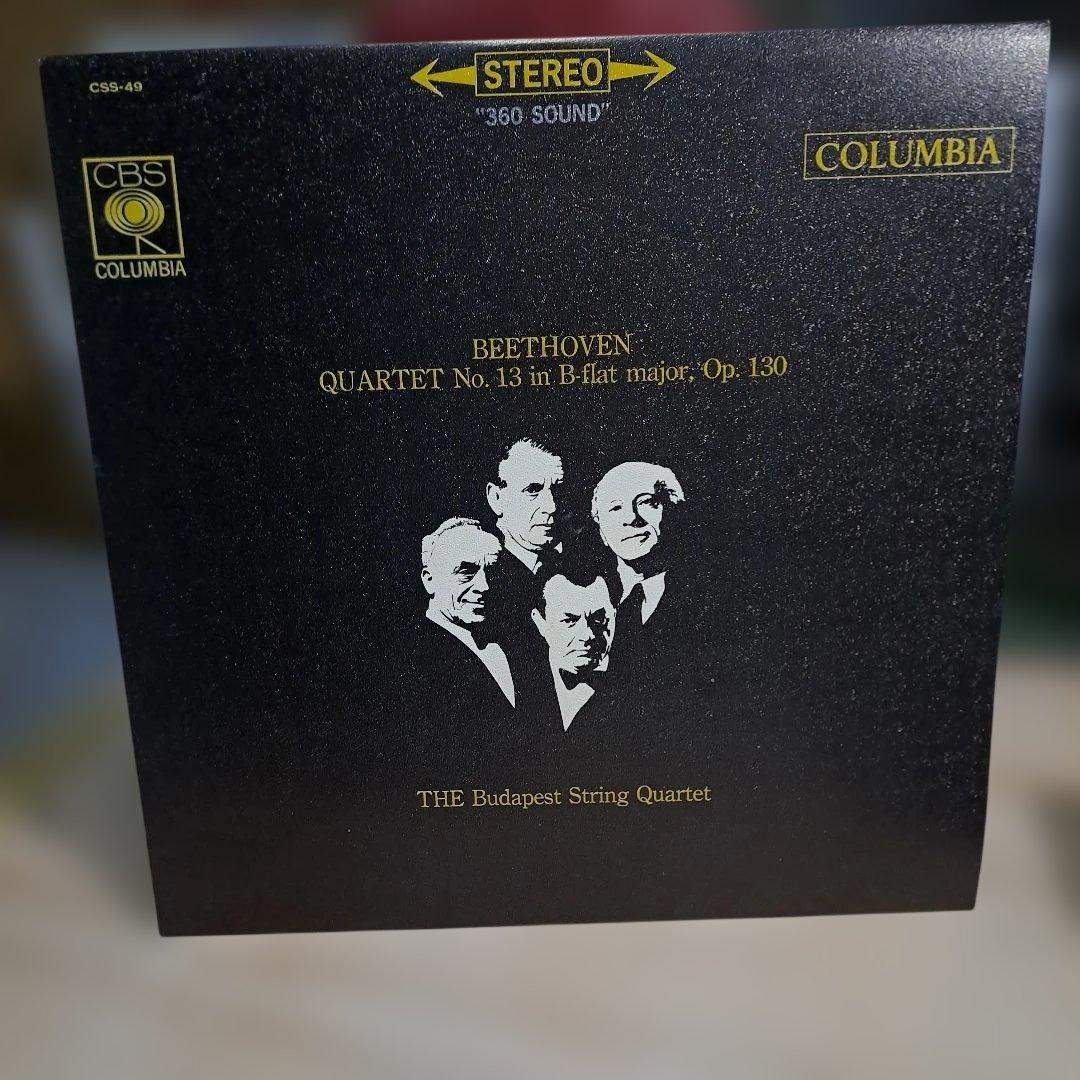 CSS-49
STEREO
"360 SOUND"
COLUMBIA
CBS
COLUMBIA
BEETHOVEN
QUARTET No. 13 in B-flat major, Op. 130
THE Budapest String Quartet